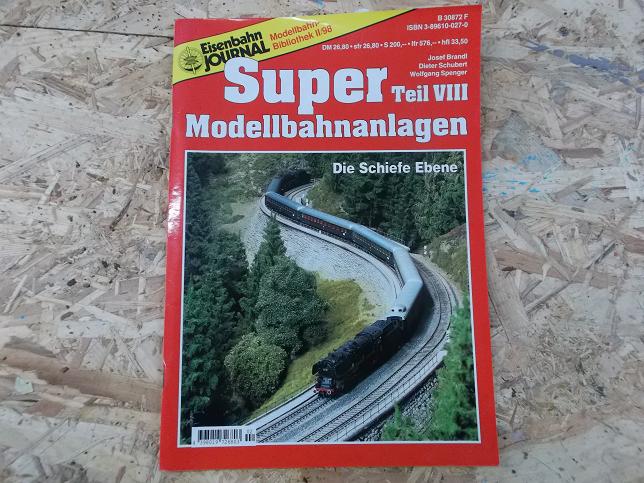 Eisenbahn
JOURNAL
Modellbahn-
Bibliothek II/98
B 30872 F
ISBN 3-89610-027-0
DM 26,80 • sfr 26,80 • S 200,– • lfr 576,– • hfl 33,50
Josef Brandl
Dieter Schubert
Wolfgang Spenger
Super Teil VIII
Modellbahnanlagen
Die Schiefe Ebene